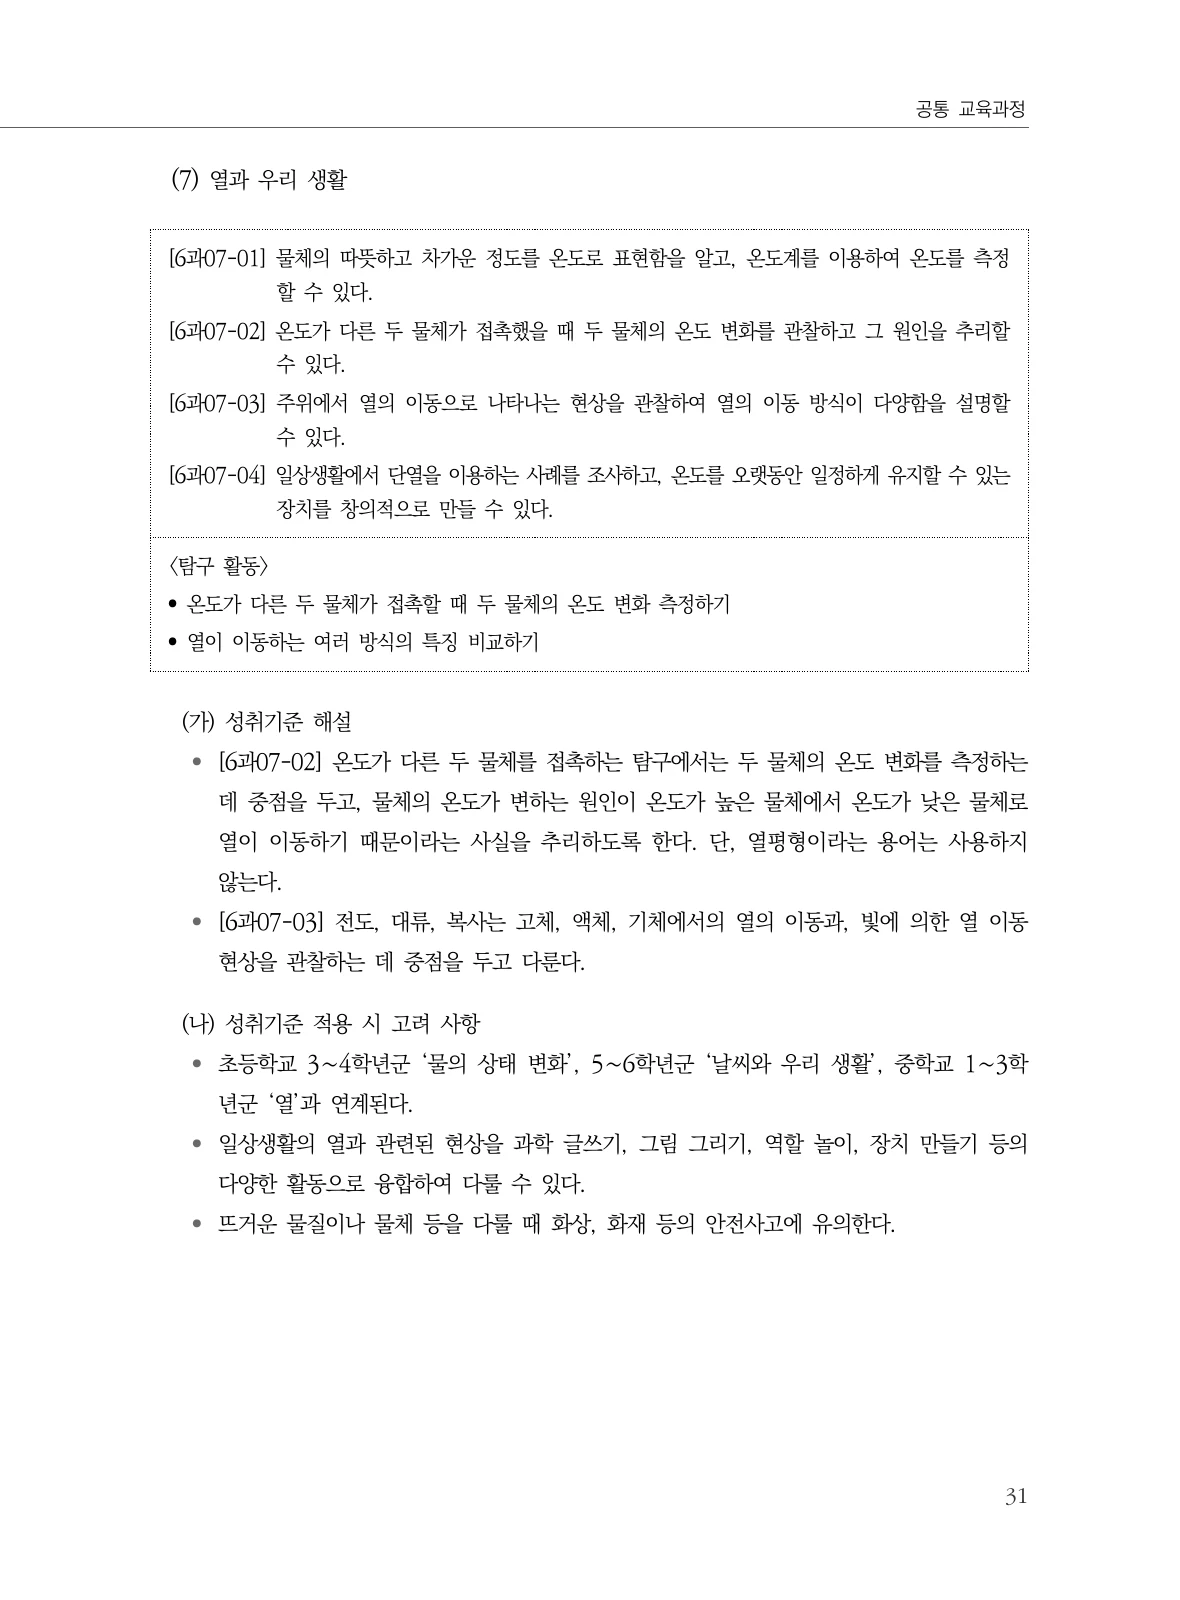 공통 교육과정
(7) 열과 우리 생활
[6과07-01] 물체의 따뜻하고 차가운 정도를 온도로 표현함을 알고, 온도계를 이용하여 온도를 측정
할 수 있다.
[6과07-02] 온도가 다른 두 물체가 접촉했을 때 두 물체의 온도 변화를 관찰하고 그 원인을 추리할
수 있다.
[6과07-03] 주위에서 열의 이동으로 나타나는 현상을 관찰하여 열의 이동 방식이 다양함을 설명할
수 있다.
[6과07-04] 일상생활에서 단열을 이용하는 사례를 조사하고, 온도를 오랫동안 일정하게 유지할 수 있는
장치를 창의적으로 만들 수 있다.
〈탐구 활동〉
• 온도가 다른 두 물체가 접촉할 때 두 물체의 온도 변화 측정하기
• 열이 이동하는 여러 방식의 특징 비교하기
(가) 성취기준 해설
• [6과07-02] 온도가 다른 두 물체를 접촉하는 탐구에서는 두 물체의 온도 변화를 측정하는
데 중점을 두고, 물체의 온도가 변하는 원인이 온도가 높은 물체에서 온도가 낮은 물체로
열이 이동하기 때문이라는 사실을 추리하도록 한다. 단, 열평형이라는 용어는 사용하지
않는다.
• [6과07-03] 전도, 대류, 복사는 고체, 액체, 기체에서의 열의 이동과, 빛에 의한 열 이동
현상을 관찰하는 데 중점을 두고 다룬다.
(나) 성취기준 적용 시 고려 사항
• 초등학교 3~4학년군 ‘물의 상태 변화’, 5~6학년군 ‘날씨와 우리 생활’, 중학교 1~3학
년군 ‘열’과 연계된다.
• 일상생활의 열과 관련된 현상을 과학 글쓰기, 그림 그리기, 역할 놀이, 장치 만들기 등의
다양한 활동으로 융합하여 다룰 수 있다.
• 뜨거운 물질이나 물체 등을 다룰 때 화상, 화재 등의 안전사고에 유의한다.
31